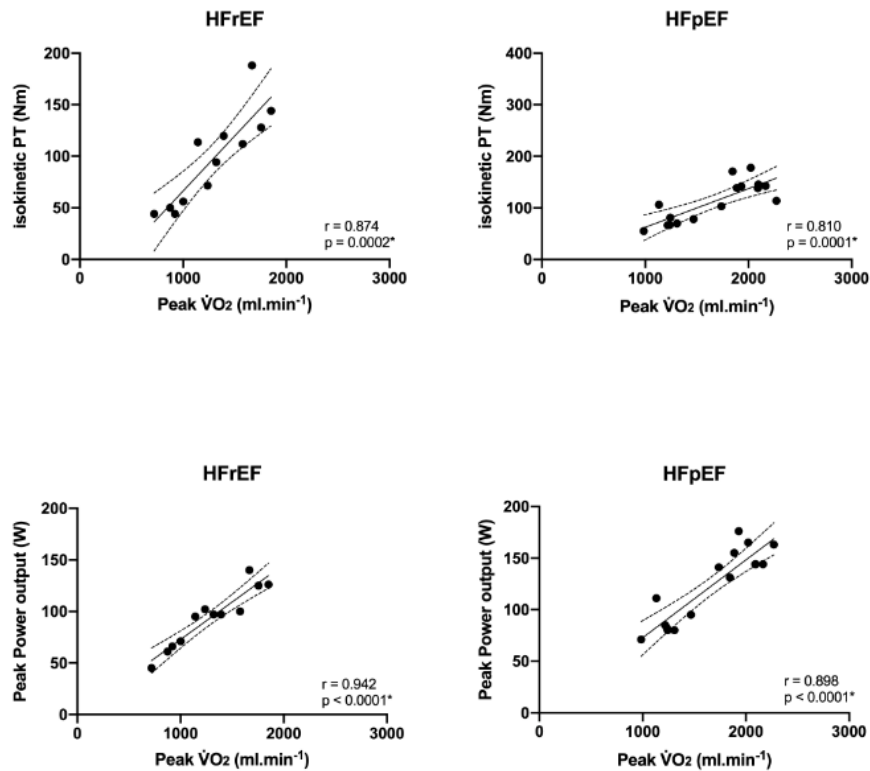 HFrEF
isokinetic PT (Nm)
200
150
100
50
0
0 1000 2000 3000
r = 0.874
p = 0.0002*
Peak V̇O₂ (ml.min⁻¹)
HFpEF
isokinetic PT (Nm)
400
300
200
100
0
0 1000 2000 3000
r = 0.810
p = 0.0001*
Peak V̇O₂ (ml.min⁻¹)
HFrEF
Peak Power output (W)
200
150
100
50
0
0 1000 2000 3000
r = 0.942
p < 0.0001*
Peak V̇O₂ (ml.min⁻¹)
HFpEF
Peak Power output (W)
200
150
100
50
0
0 1000 2000 3000
r = 0.898
p < 0.0001*
Peak V̇O₂ (ml.min⁻¹)